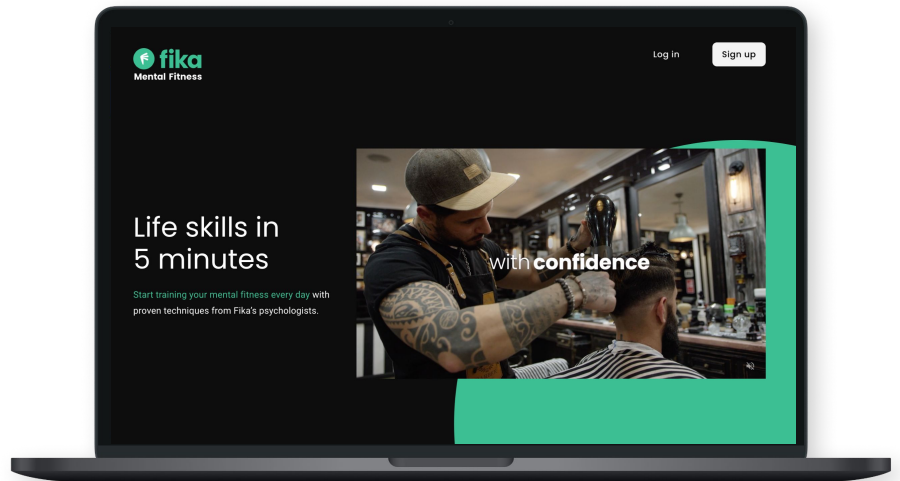 fika
Mental Fitness
Log in
Sign up
Life skills in
5 minutes
Start training your mental fitness every day with
proven techniques from Fika's psychologists.
with confidence